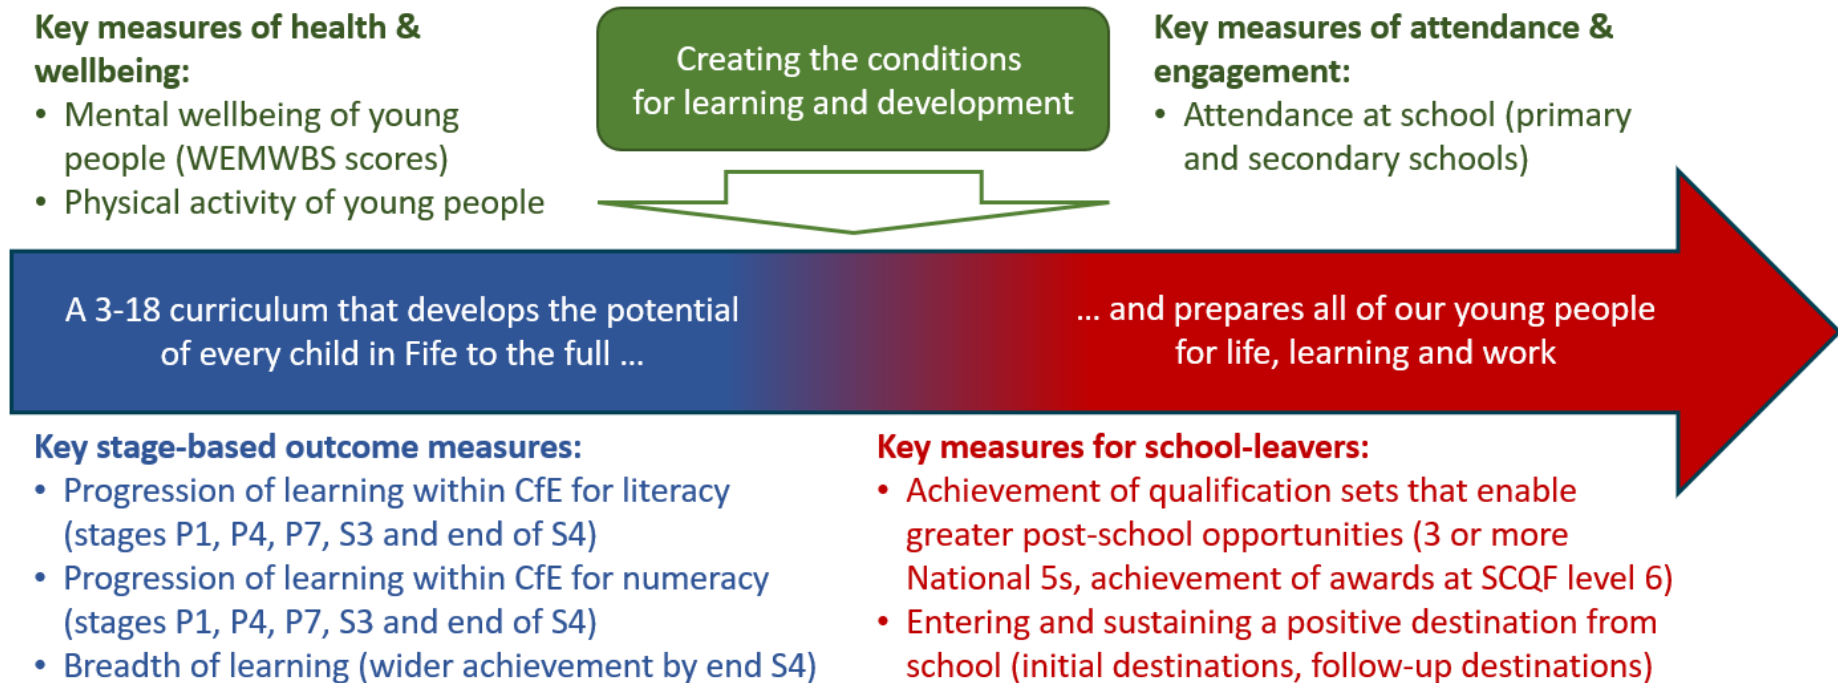 Key measures of health &
wellbeing:
• Mental wellbeing of young
people (WEMWBS scores)
• Physical activity of young people
Creating the conditions
for learning and development
Key measures of attendance &
engagement:
• Attendance at school (primary
and secondary schools)
A 3-18 curriculum that develops the potential
of every child in Fife to the full ...
... and prepares all of our young people
for life, learning and work
Key stage-based outcome measures:
• Progression of learning within CfE for literacy
(stages P1, P4, P7, S3 and end of S4)
• Progression of learning within CfE for numeracy
(stages P1, P4, P7, S3 and end of S4)
• Breadth of learning (wider achievement by end S4)
Key measures for school-leavers:
• Achievement of qualification sets that enable
greater post-school opportunities (3 or more
National 5s, achievement of awards at SCQF level 6)
• Entering and sustaining a positive destination from
school (initial destinations, follow-up destinations)